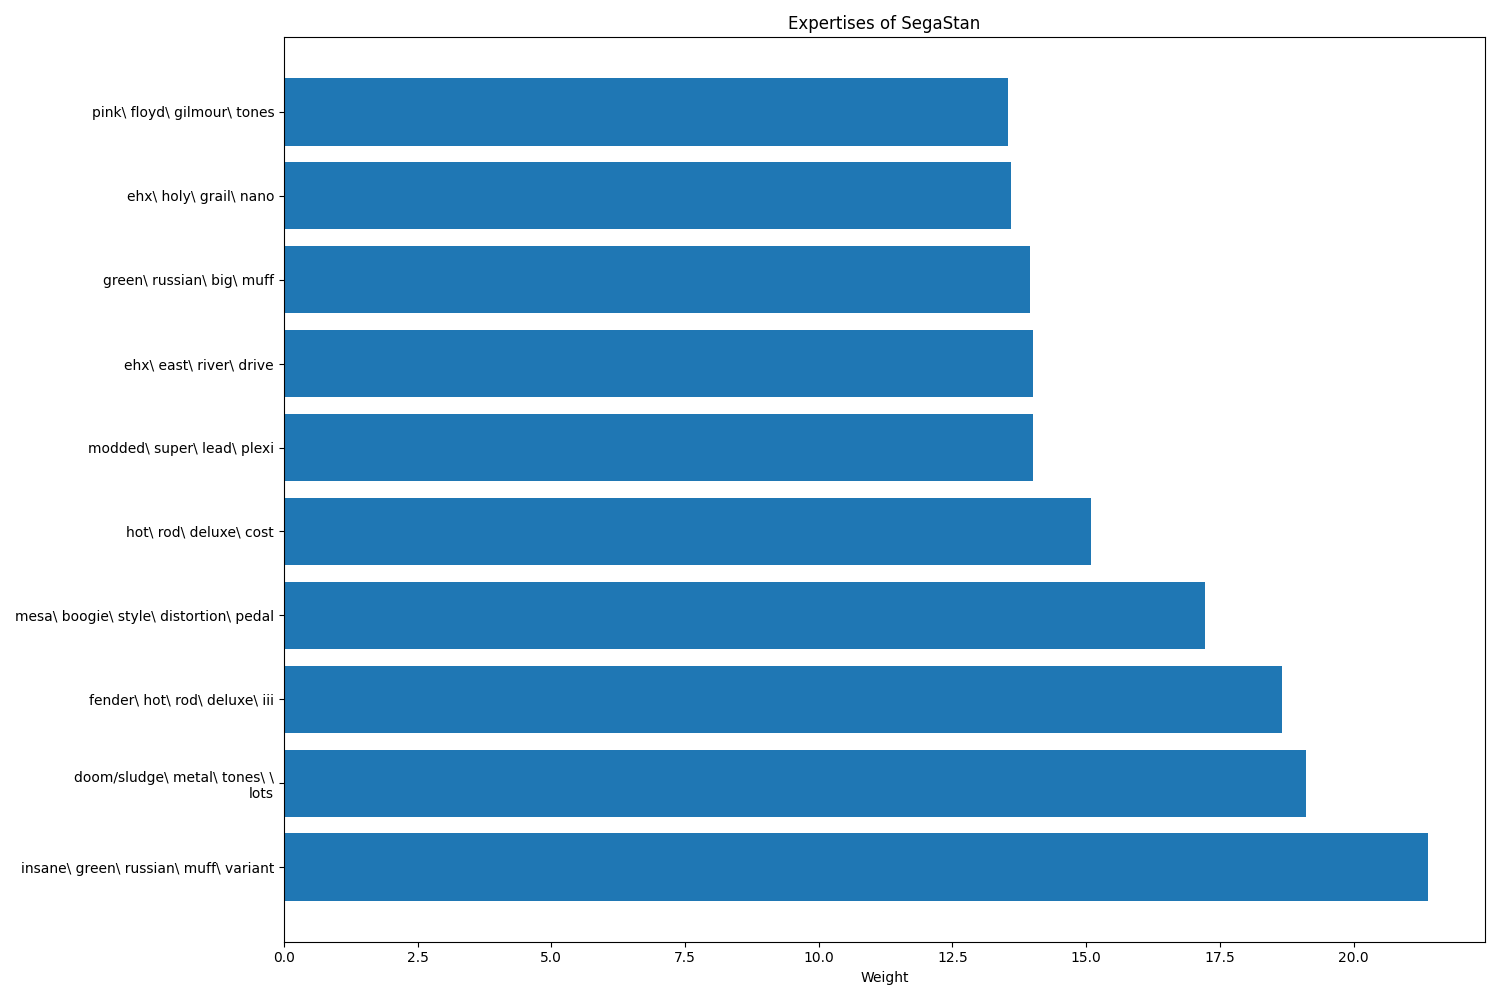 Expertises of SegaStan
pink\ floyd\ gilmour\ tones
ehx\ holy\ grail\ nano
green\ russian\ big\ muff
ehx\ east\ river\ drive
modded\ super\ lead\ plexi
hot\ rod\ deluxe\ cost
mesa\ boogie\ style\ distortion\ pedal
fender\ hot\ rod\ deluxe\ iii
doom/sludge\ metal\ tones\ \
lots
insane\ green\ russian\ muff\ variant
0.0 2.5 5.0 7.5 10.0 12.5 15.0 17.5 20.0
Weight